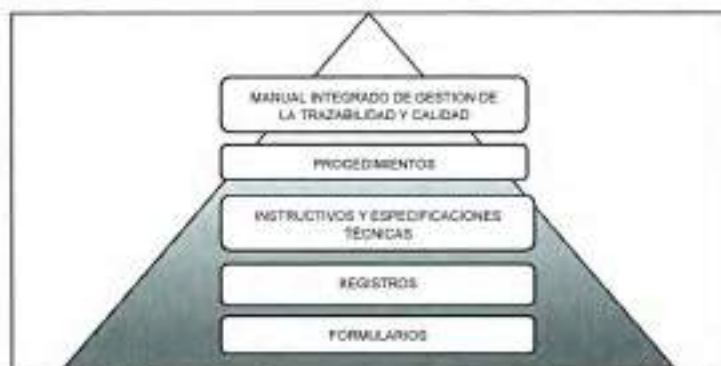 MANUAL INTEGRADO DE GESTION DE
LA TRAZABILIDAD Y CALIDAD
PROCEDIMIENTOS
INSTRUCTIVOS Y ESPECIFICACIONES
TÉCNICAS
REGISTROS
FORMULARIOS